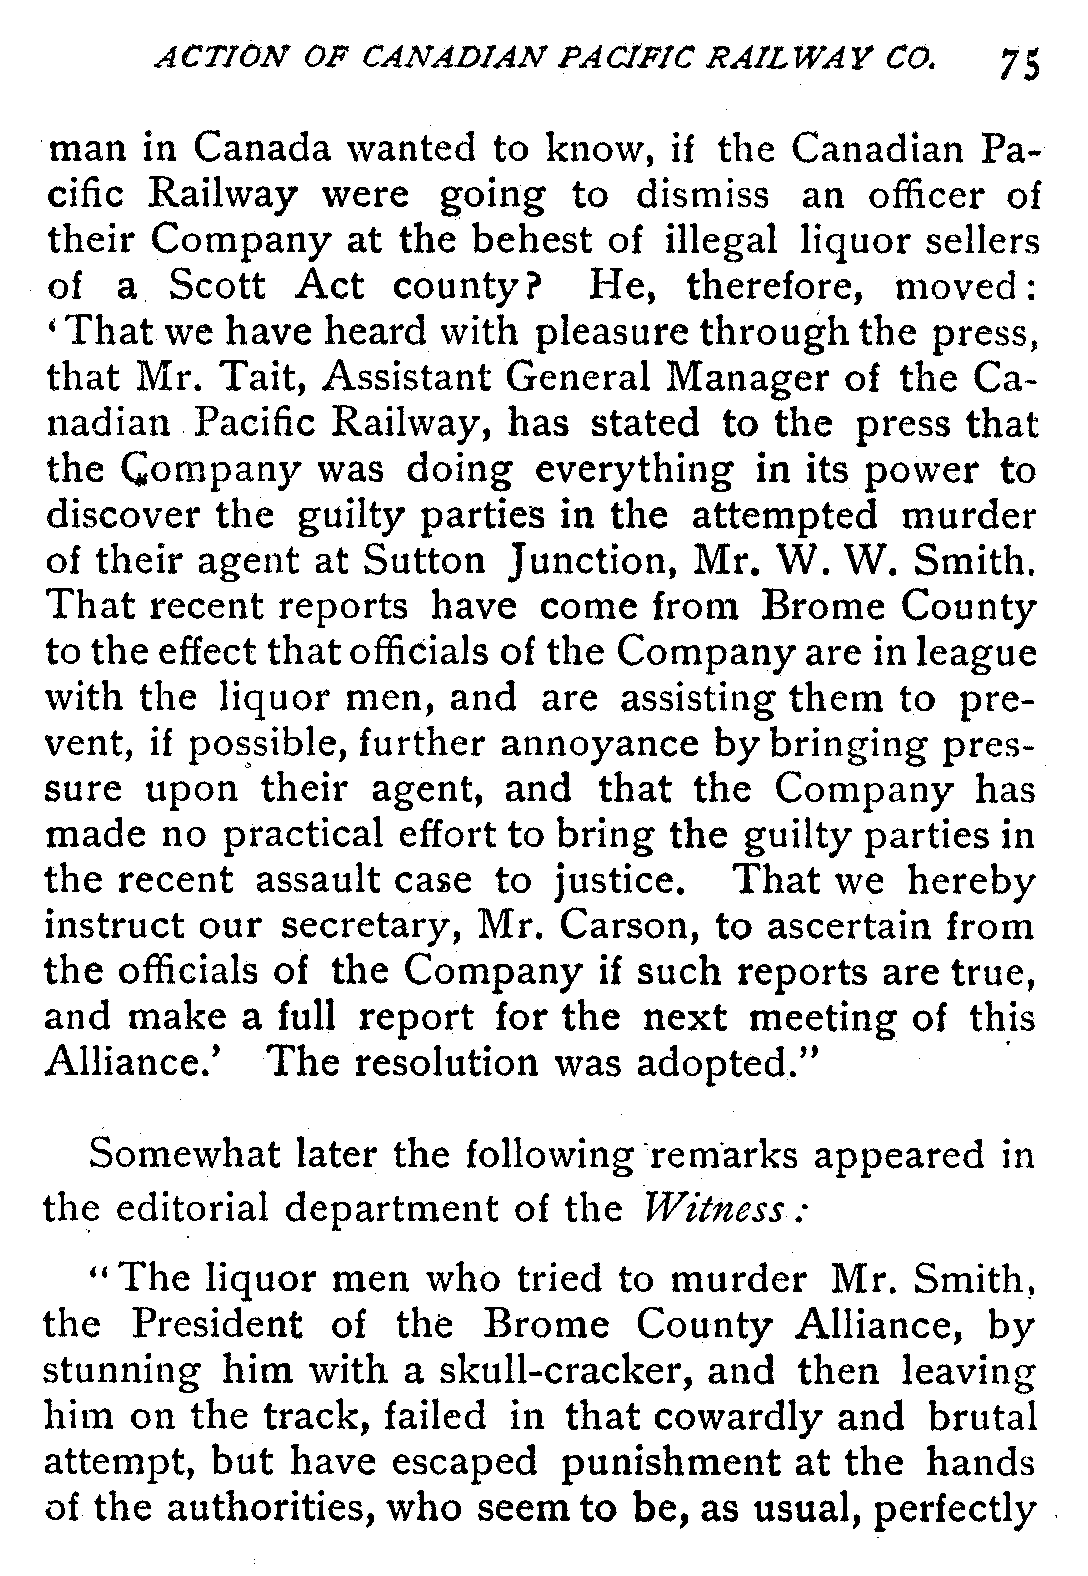 ACTION OF CANADIAN PACIFIC RAILWAY CO. 75
man in Canada wanted to know, if the Canadian Pa-
cific Railway were going to dismiss an officer of
their Company at the behest of illegal liquor sellers
of a Scott Act county? He, therefore, moved:
‘That we have heard with pleasure through the press,
that Mr. Tait, Assistant General Manager of the Ca-
nadian Pacific Railway, has stated to the press that
the Company was doing everything in its power to
discover the guilty parties in the attempted murder
of their agent at Sutton Junction, Mr. W. W. Smith.
That recent reports have come from Brome County
to the effect that officials of the Company are in league
with the liquor men, and are assisting them to pre-
vent, if possible, further annoyance by bringing pres-
sure upon their agent, and that the Company has
made no practical effort to bring the guilty parties in
the recent assault case to justice. That we hereby
instruct our secretary, Mr. Carson, to ascertain from
the officials of the Company if such reports are true,
and make a full report for the next meeting of this
Alliance.’ The resolution was adopted.”
Somewhat later the following remarks appeared in
the editorial department of the Witness:
“The liquor men who tried to murder Mr. Smith,
the President of the Brome County Alliance, by
stunning him with a skull-cracker, and then leaving
him on the track, failed in that cowardly and brutal
attempt, but have escaped punishment at the hands
of the authorities, who seem to be, as usual, perfectly